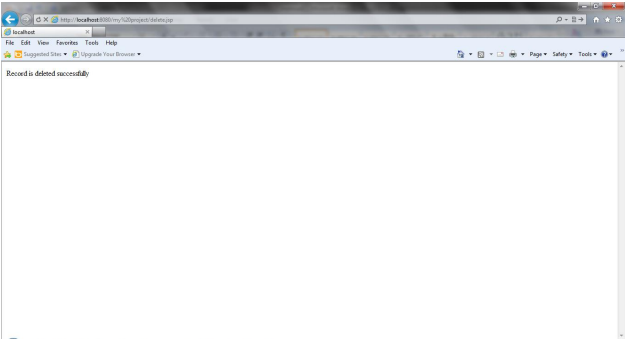 http://localhost:8088/my%20project/delete.jsp
localhost
File Edit View Favorites Tools Help
Suggested Sites Upgrade Your Browser Page Safety Tools
Record is deleted successfully